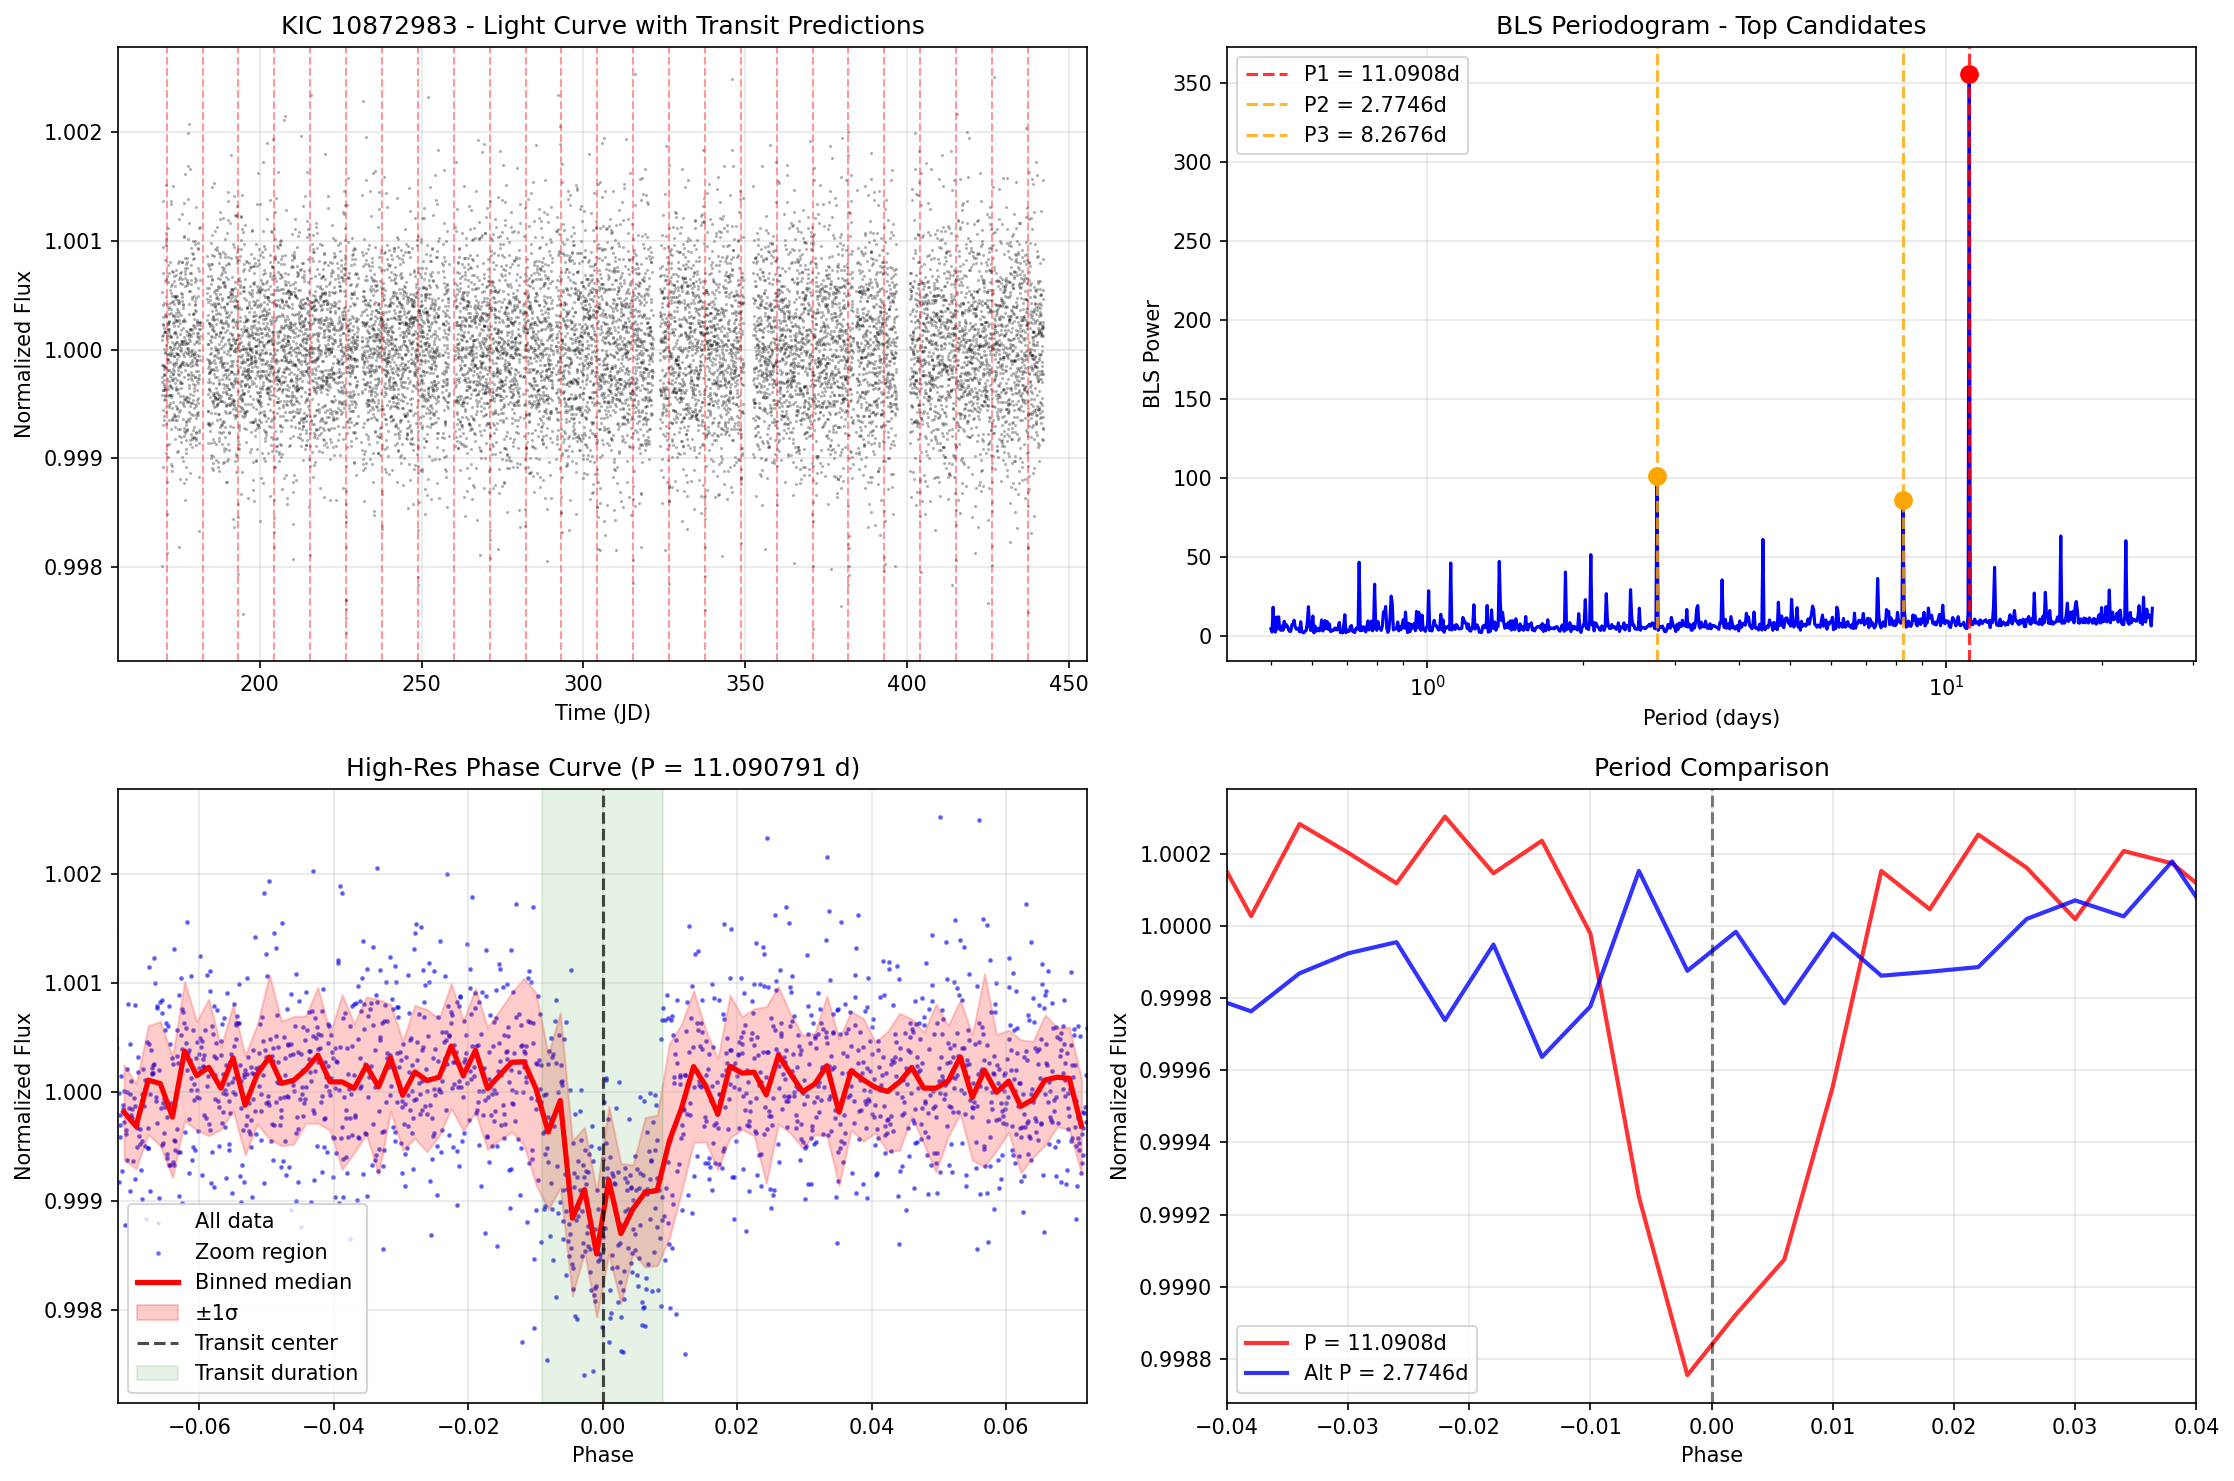 KIC 10872983 - Light Curve with Transit Predictions
Normalized Flux
1.002
1.001
1.000
0.999
0.998
200
250
300
350
400
450
Time (JD)
BLS Periodogram - Top Candidates
BLS Power
350
300
250
200
150
100
50
0
P1 = 11.0908d
P2 = 2.7746d
P3 = 8.2676d
10⁰
10¹
Period (days)
High-Res Phase Curve (P = 11.090791 d)
Normalized Flux
1.002
1.001
1.000
0.999
0.998
All data
Zoom region
Binned median
±1σ
Transit center
Transit duration
−0.06
−0.04
−0.02
0.00
0.02
0.04
0.06
Phase
Period Comparison
Normalized Flux
1.0002
1.0000
0.9998
0.9996
0.9994
0.9992
0.9990
0.9988
P = 11.0908d
Alt P = 2.7746d
−0.04
−0.03
−0.02
−0.01
0.00
0.01
0.02
0.03
0.04
Phase